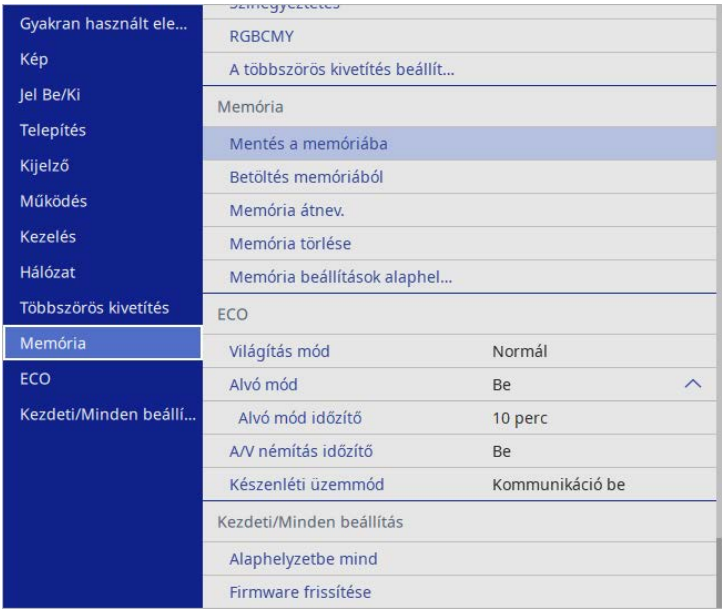 Gyakran használt ele...
Kép
Jel Be/Ki
Telepítés
Kijelző
Működés
Kezelés
Hálózat
Többszörös kivetítés
Memória
ECO
Kezdeti/Minden beállí...
RGBCMY
A többszörös kivetítés beállít...
Memória
Mentés a memóriába
Betöltés memóriából
Memória átnev.
Memória törlése
Memória beállítások alaphel...
ECO
Világítás mód Normál
Alvó mód Be
Alvó mód időzítő 10 perc
A/V némítás időzítő Be
Készenléti üzemmód Kommunikáció be
Kezdeti/Minden beállítás
Alaphelyzetbe mind
Firmware frissítése